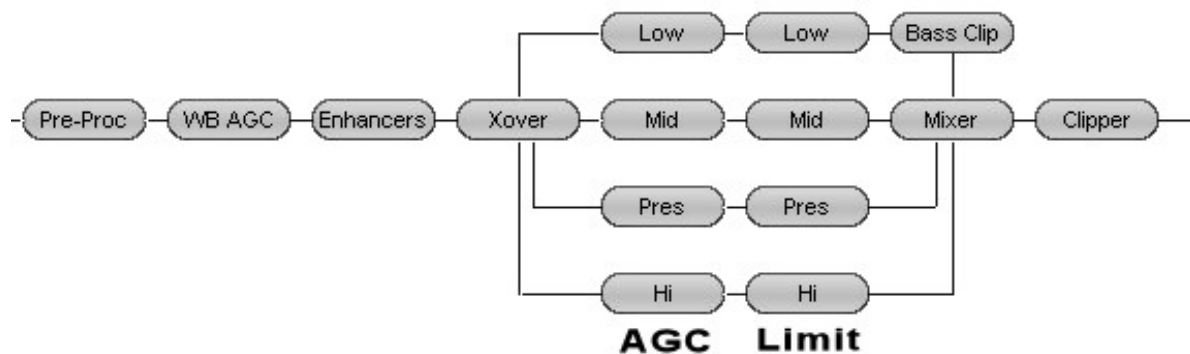 Low
Low
Bass Clip
Pre-Proc
WB AGC
Enhancers
Xover
Mid
Mid
Mixer
Clipper
Pres
Pres
Hi
Hi
AGC
Limit